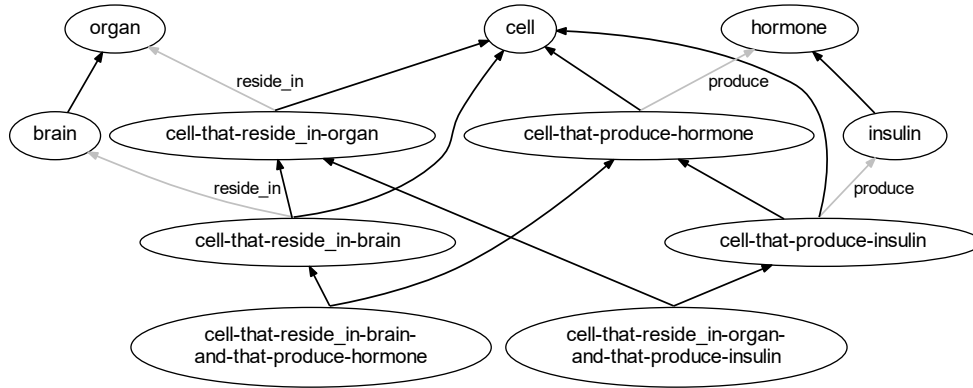 organ
cell
hormone
reside_in
produce
brain
cell-that-reside_in-organ
cell-that-produce-hormone
insulin
reside_in
produce
cell-that-reside_in-brain
cell-that-produce-insulin
cell-that-reside_in-brain-
and-that-produce-hormone
cell-that-reside_in-organ-
and-that-produce-insulin